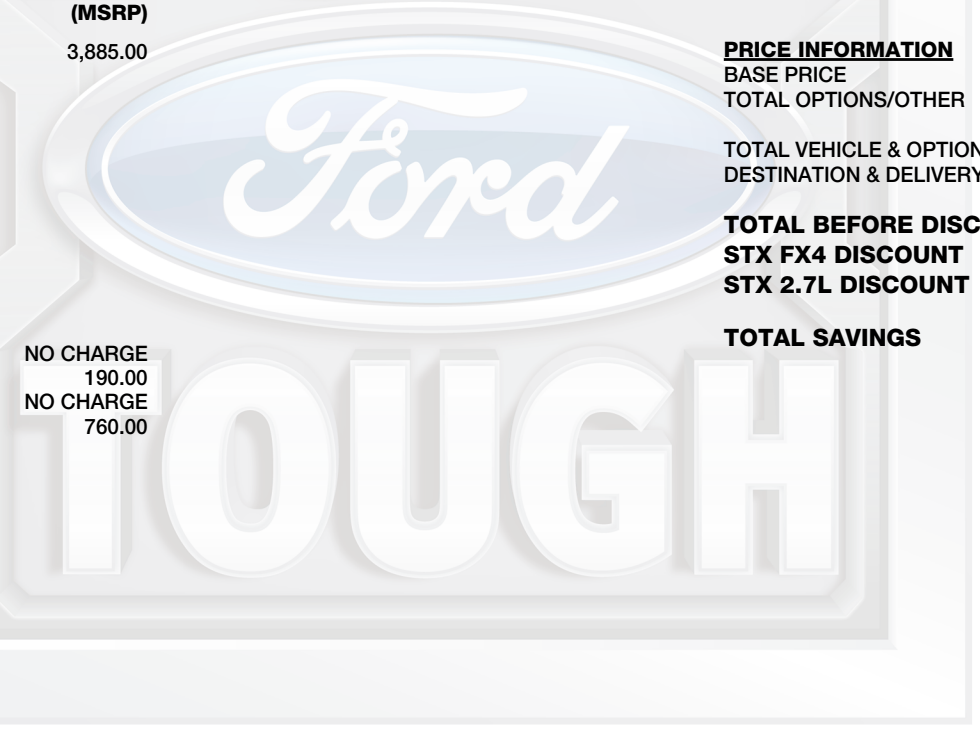 (MSRP)
3,885.00
NO CHARGE
190.00
NO CHARGE
760.00
PRICE INFORMATION
BASE PRICE
TOTAL OPTIONS/OTHER
TOTAL VEHICLE & OPTION
DESTINATION & DELIVERY
TOTAL BEFORE DISC
STX FX4 DISCOUNT
STX 2.7L DISCOUNT
TOTAL SAVINGS
Ford
TOUGH